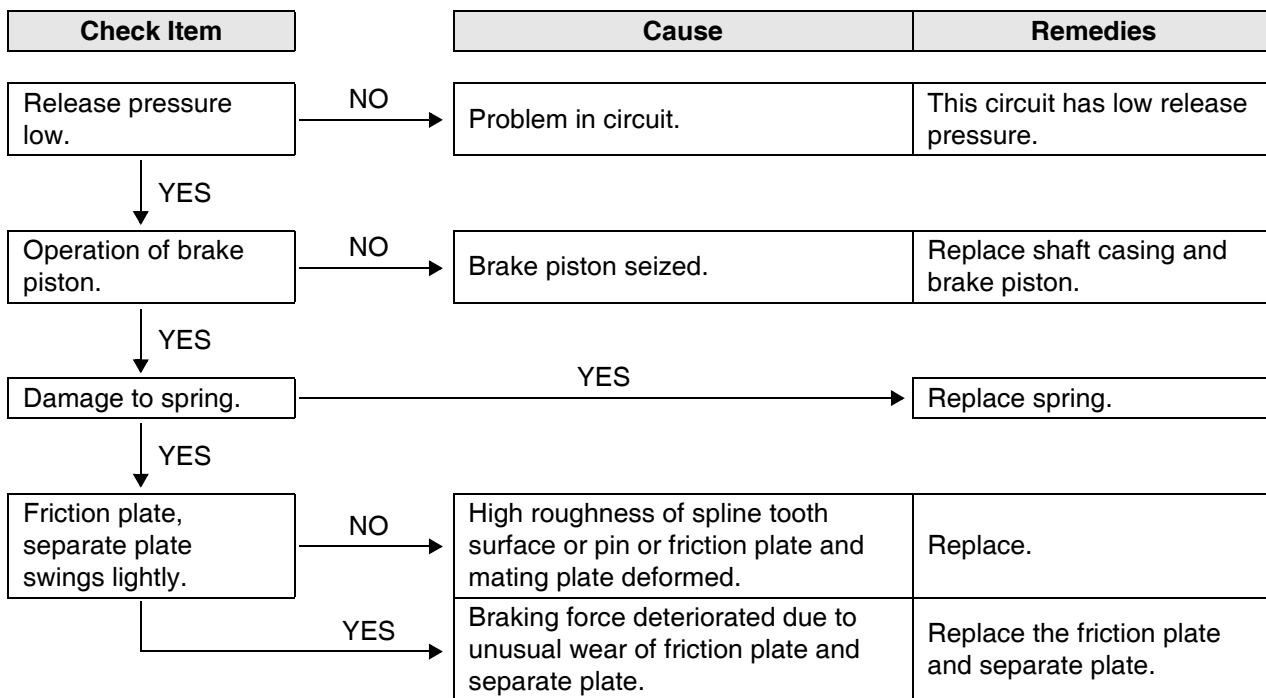 Check Item
Cause
Remedies
Release pressure
low.
NO
Problem in circuit.
This circuit has low release
pressure.
YES
Operation of brake
piston.
NO
Brake piston seized.
Replace shaft casing and
brake piston.
YES
Damage to spring.
YES
Replace spring.
YES
Friction plate,
separate plate
swings lightly.
NO
High roughness of spline tooth
surface or pin or friction plate and
mating plate deformed.
Replace.
YES
Braking force deteriorated due to
unusual wear of friction plate and
separate plate.
Replace the friction plate
and separate plate.